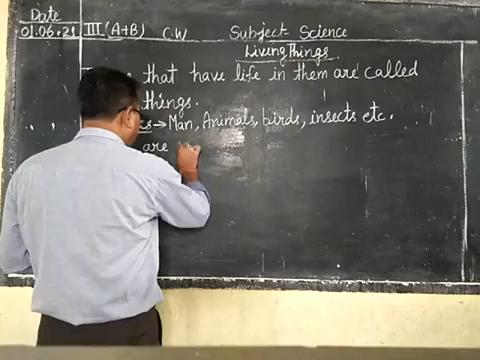 Date
01.06.21 III (A+B) C.W Subject- Science
Living Things
that have life in them are called
things.
→ Man, Animals, birds, insects etc.
are